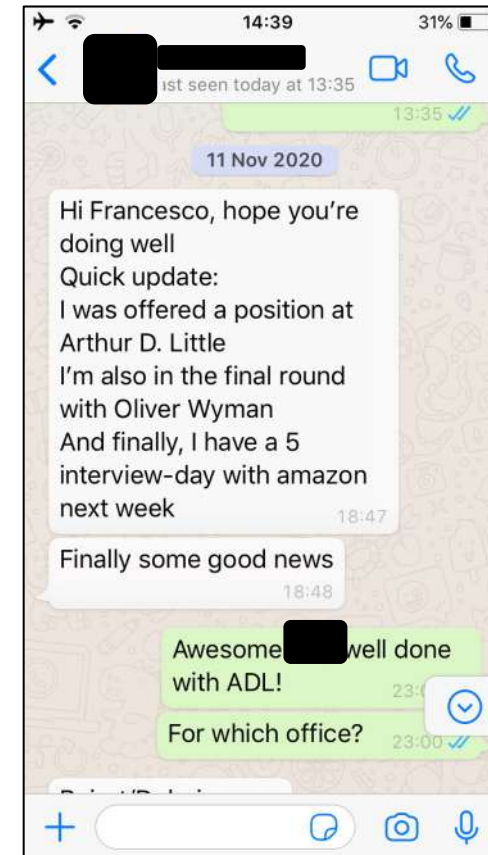 14:39
31%
ast seen today at 13:35
13:35
11 Nov 2020
Hi Francesco, hope you're
doing well
Quick update:
I was offered a position at
Arthur D. Little
I'm also in the final round
with Oliver Wyman
And finally, I have a 5
interview-day with amazon
next week
18:47
Finally some good news
18:48
Awesome well done
with ADL!
For which office?
23:00